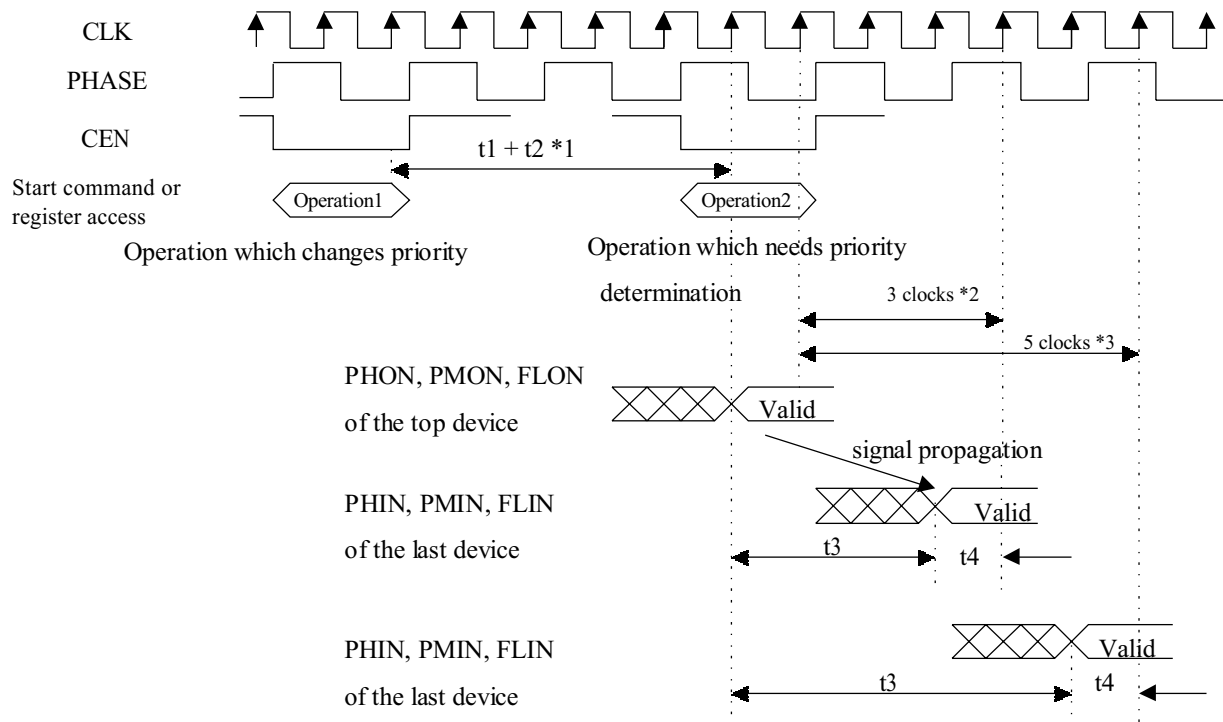 CLK
PHASE
CEN
t1 + t2 *1
Start command or
register access
Operation1
Operation2
Operation which changes priority
Operation which needs priority
determination
3 clocks *2
5 clocks *3
PHON, PMON, FLON
of the top device
Valid
signal propagation
PHIN, PMIN, FLIN
of the last device
Valid
t3
t4
PHIN, PMIN, FLIN
of the last device
Valid
t3
t4